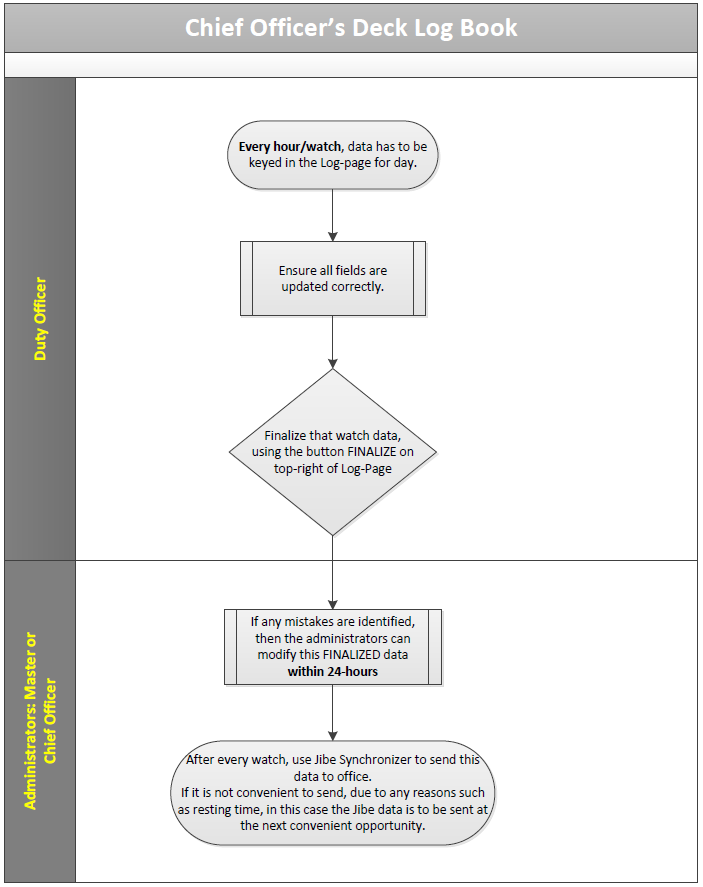 Chief Officer's Deck Log Book
Duty Officer
Every hour/watch, data has to be
keyed in the Log-page for day.
Ensure all fields are
updated correctly.
Finalize that watch data,
using the button FINALIZE on
top-right of Log-Page
Administrators: Master or
Chief Officer
If any mistakes are identified,
then the administrators can
modify this FINALIZED data
within 24-hours
After every watch, use Jibe Synchronizer to send this
data to office.
If it is not convenient to send, due to any reasons such
as resting time, in this case the Jibe data is to be sent at
the next convenient opportunity.